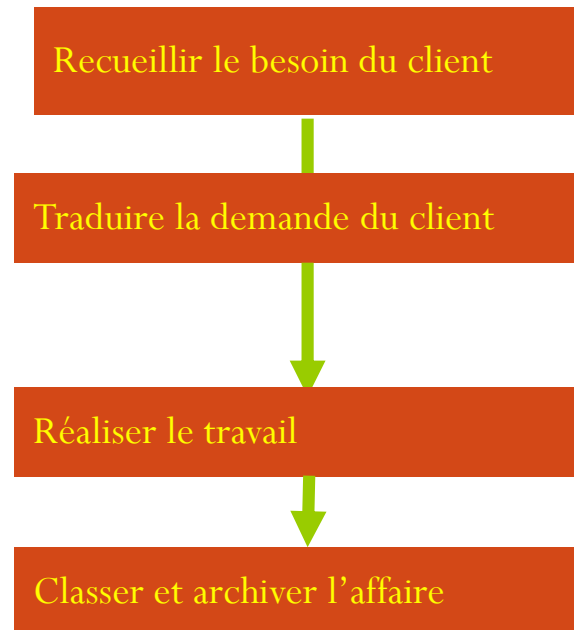 Recueillir le besoin du client
Traduire la demande du client
Réaliser le travail
Classer et archiver l’affaire